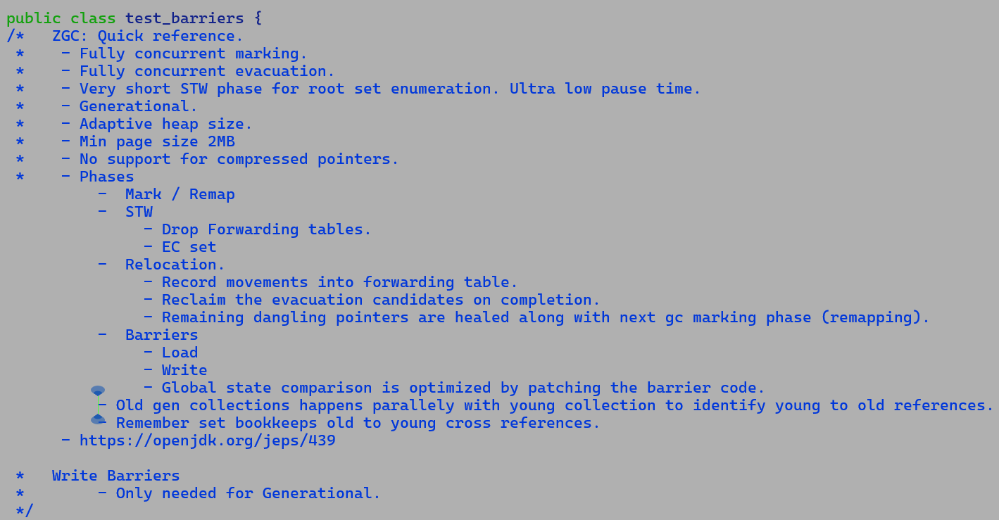 public class test_barriers {
/*   ZGC: Quick reference.
 *    - Fully concurrent marking.
 *    - Fully concurrent evacuation.
 *    - Very short STW phase for root set enumeration. Ultra low pause time.
 *    - Generational.
 *    - Adaptive heap size.
 *    - Min page size 2MB
 *    - No support for compressed pointers.
 *    - Phases
          -  Mark / Remap
          -  STW
               - Drop Forwarding tables.
               - EC set
          -  Relocation.
               - Record movements into forwarding table.
               - Reclaim the evacuation candidates on completion.
               - Remaining dangling pointers are healed along with next gc marking phase (remapping).
          -  Barriers
               - Load
               - Write
               - Global state comparison is optimized by patching the barrier code.
          - Old gen collections happens parallely with young collection to identify young to old references.
          - Remember set bookkeeps old to young cross references.
      - https://openjdk.org/jeps/439
 *   Write Barriers
 *        - Only needed for Generational.
 */